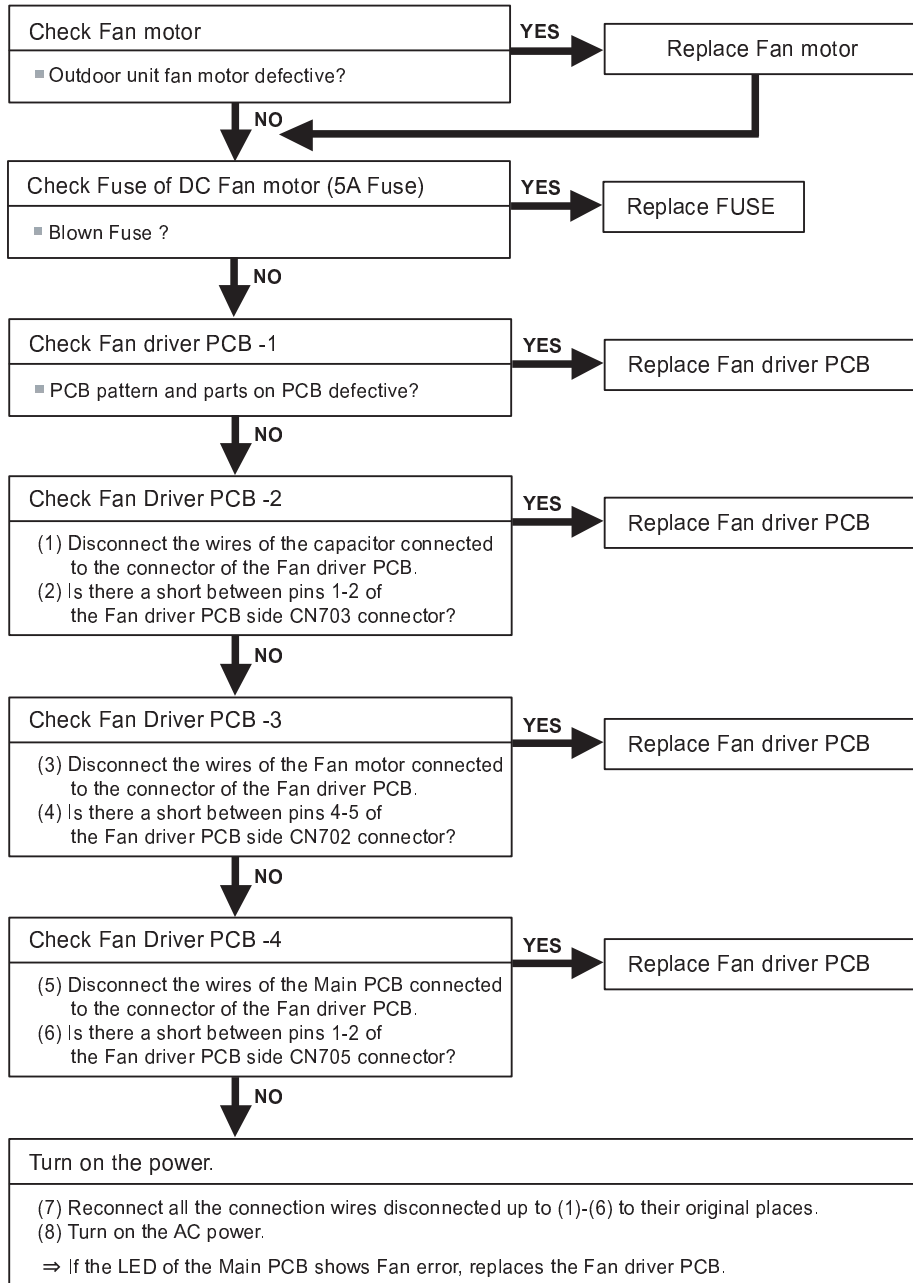 Check Fan motor
YES
Replace Fan motor
■ Outdoor unit fan motor defective?
NO
Check Fuse of DC Fan motor (5A Fuse)
YES
Replace FUSE
■ Blown Fuse ?
NO
Check Fan driver PCB -1
YES
Replace Fan driver PCB
■ PCB pattern and parts on PCB defective?
NO
Check Fan Driver PCB -2
YES
Replace Fan driver PCB
(1) Disconnect the wires of the capacitor connected
to the connector of the Fan driver PCB.
(2) Is there a short between pins 1-2 of
the Fan driver PCB side CN703 connector?
NO
Check Fan Driver PCB -3
YES
Replace Fan driver PCB
(3) Disconnect the wires of the Fan motor connected
to the connector of the Fan driver PCB.
(4) Is there a short between pins 4-5 of
the Fan driver PCB side CN702 connector?
NO
Check Fan Driver PCB -4
YES
Replace Fan driver PCB
(5) Disconnect the wires of the Main PCB connected
to the connector of the Fan driver PCB.
(6) Is there a short between pins 1-2 of
the Fan driver PCB side CN705 connector?
NO
Turn on the power.
(7) Reconnect all the connection wires disconnected up to (1)-(6) to their original places.
(8) Turn on the AC power.
⇒ If the LED of the Main PCB shows Fan error, replaces the Fan driver PCB.